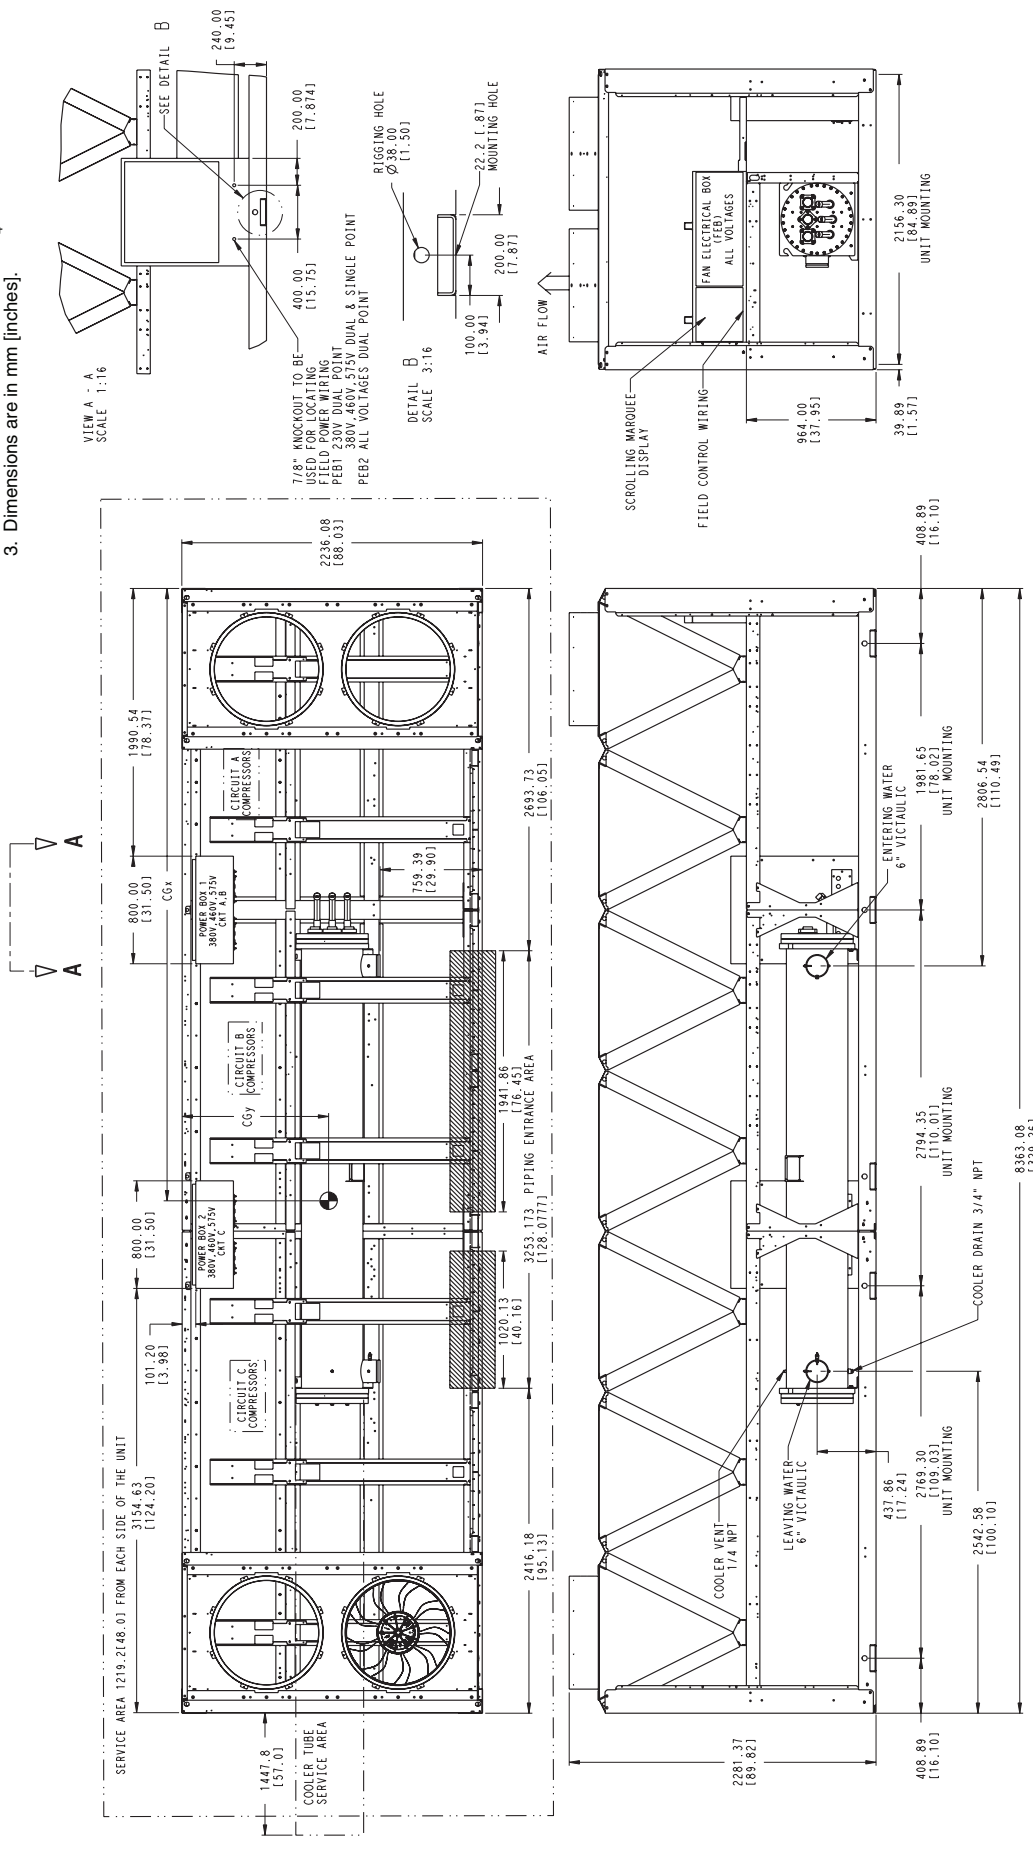 3. Dimensions are in mm [inches].
VIEW A - A
SCALE 1:16
SEE DETAIL B
240.00
[9.45]
200.00
[7.874]
400.00
[15.75]
7/8" KNOCKOUT TO BE
USED FOR LOCATING
FIELD POWER WIRING
PEB1 230V DUAL POINT
380V,460V,575V DUAL & SINGLE POINT
PEB2 ALL VOLTAGES DUAL POINT
RIGGING HOLE
Ø38.00
[1.50]
22.2 [.87]
MOUNTING HOLE
200.00
[7.87]
100.00
[3.94]
DETAIL B
SCALE 3:16
AIR FLOW
FAN ELECTRICAL BOX
(FEB)
ALL VOLTAGES
SCROLLING MARQUEE
DISPLAY
FIELD CONTROL WIRING
964.00
[37.95]
39.89
[1.57]
2156.30
[84.89]
UNIT MOUNTING
A
A
SERVICE AREA 1219.2[48.0] FROM EACH SIDE OF THE UNIT
3154.63
[124.20]
101.20
[3.98]
800.00
[31.50]
CGx
800.00
[31.50]
1990.54
[78.37]
2236.08
[88.03]
CIRCUIT C
COMPRESSORS
POWER BOX 2
380V,460V,575V
CKT C
CGy
CIRCUIT B
COMPRESSORS
POWER BOX 1
380V,460V,575V
CKT A,B
CIRCUIT A
COMPRESSORS
759.39
[29.90]
1447.8
[57.0]
COOLER TUBE
SERVICE AREA
2416.18
[95.13]
1020.13
[40.16]
1941.86
[76.45]
3253.173 PIPING ENTRANCE AREA
[128.0777]
2693.73
[106.05]
2281.37
[89.82]
COOLER VENT
1/4 NPT
LEAVING WATER
6" VICTAULIC
437.86
[17.24]
COOLER DRAIN 3/4" NPT
ENTERING WATER
6" VICTAULIC
408.89
[16.10]
2769.30
[109.03]
UNIT MOUNTING
2794.35
[110.01]
UNIT MOUNTING
1981.65
[78.02]
UNIT MOUNTING
408.89
[16.10]
2542.58
[100.10]
2806.54
[110.49]
8363.08